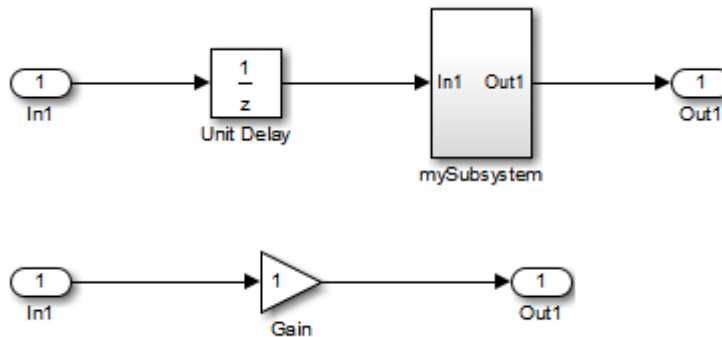 1
In1
1
z
Unit Delay
In1 Out1
mySubsystem
1
Out1
1
In1
1
Gain
1
Out1